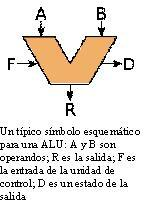 A B
F D
R
Un típico símbolo esquemático
para una ALU: A y B son
operandos; R es la salida; F es
la entrada de la unidad de
control; D es un estado de la
salida